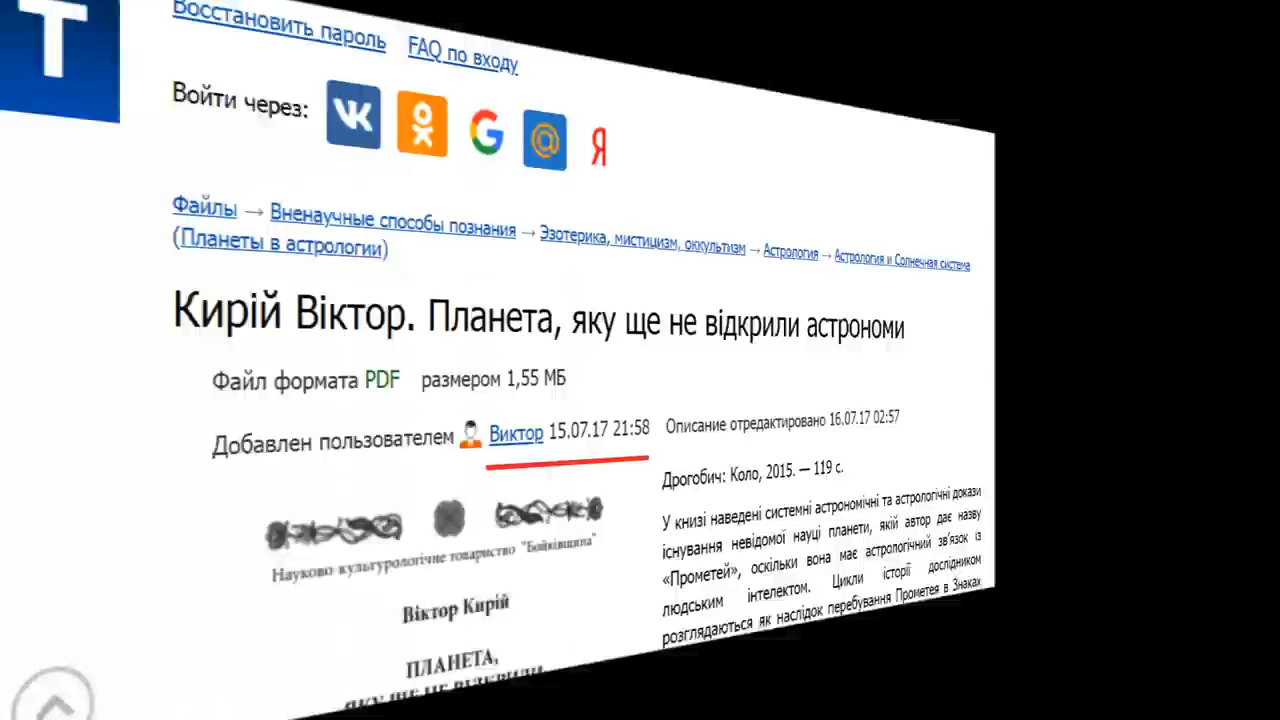 T
Восстановить пароль FAQ по входу
Войти через:
Файлы → Вненаучные способы познания → Эзотерика, мистицизм, оккультизм → Астрология → Астрология и Солнечная система
(Планеты в астрологии)
Кирій Віктор. Планета, яку ще не відкрили астрономи
Файл формата PDF размером 1,55 МБ
Добавлен пользователем Виктор 15.07.17 21:58 Описание отредактировано 16.07.17 02:57
Дрогобич: Коло, 2015. — 119 с.
У книзі наведені системні астрономічні та астрологічні докази
існування невідомої науці планети, якій автор дає назву
«Прометей», оскільки вона має астрологічний зв'язок із
людським інтелектом. Цикли історії дослідником
розглядаються як наслідок перебування Прометея в Знаках
Науково-культурологічне товариство "Бойківщина"
Віктор Кирій
ПЛАНЕТА,